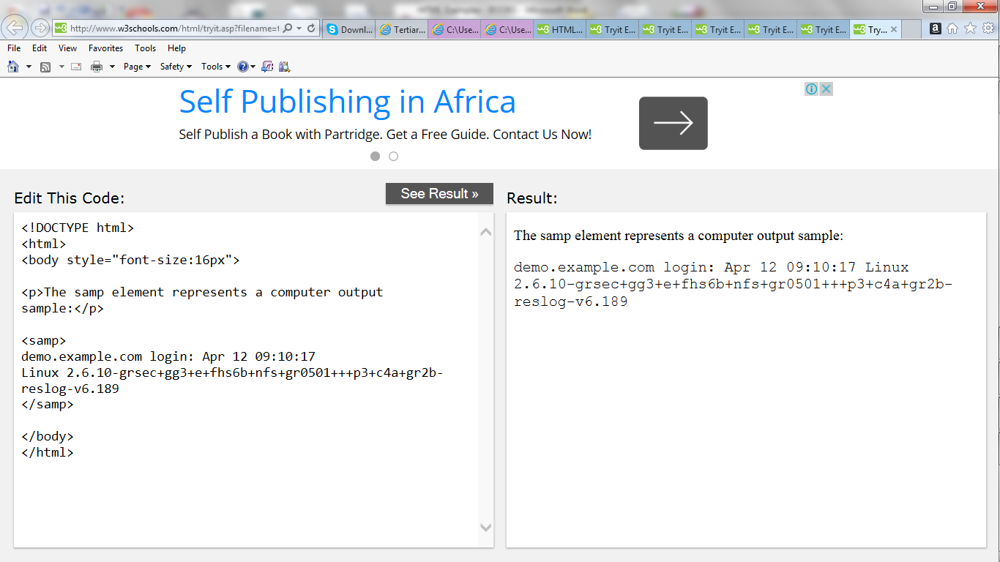 http://www.w3schools.com/html/tryit.asp?filename=t
Downl... Tertiar... C:\Use... C:\Use... HTML... Tryit E... Tryit E... Tryit E... Tryit E... Tryit E... Try...
File Edit View Favorites Tools Help
Page Safety Tools
Self Publishing in Africa
Self Publish a Book with Partridge. Get a Free Guide. Contact Us Now!
Edit This Code:
See Result »
<!DOCTYPE html>
<html>
<body style="font-size:16px">
<p>The samp element represents a computer output
sample:</p>
<samp>
demo.example.com login: Apr 12 09:10:17
Linux 2.6.10-grsec+gg3+e+fhs6b+nfs+gr0501+++p3+c4a+gr2b-
reslog-v6.189
</samp>
</body>
</html>
Result:
The samp element represents a computer output sample:
demo.example.com login: Apr 12 09:10:17 Linux
2.6.10-grsec+gg3+e+fhs6b+nfs+gr0501+++p3+c4a+gr2b-
reslog-v6.189